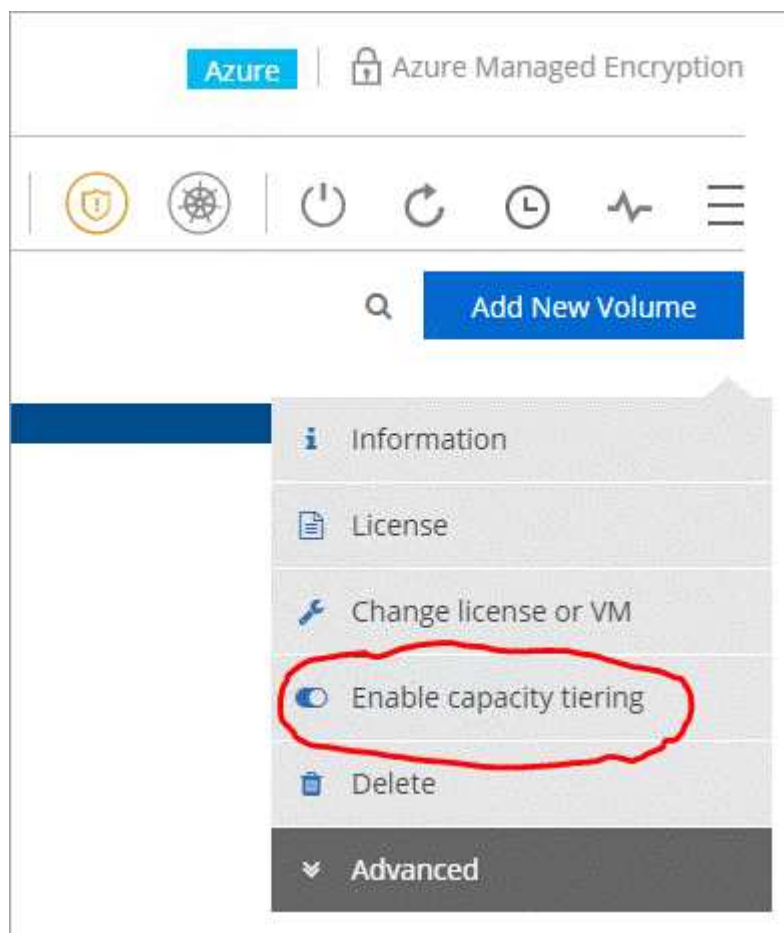 Azure
Azure Managed Encryption
Add New Volume
Information
License
Change license or VM
Enable capacity tiering
Delete
Advanced